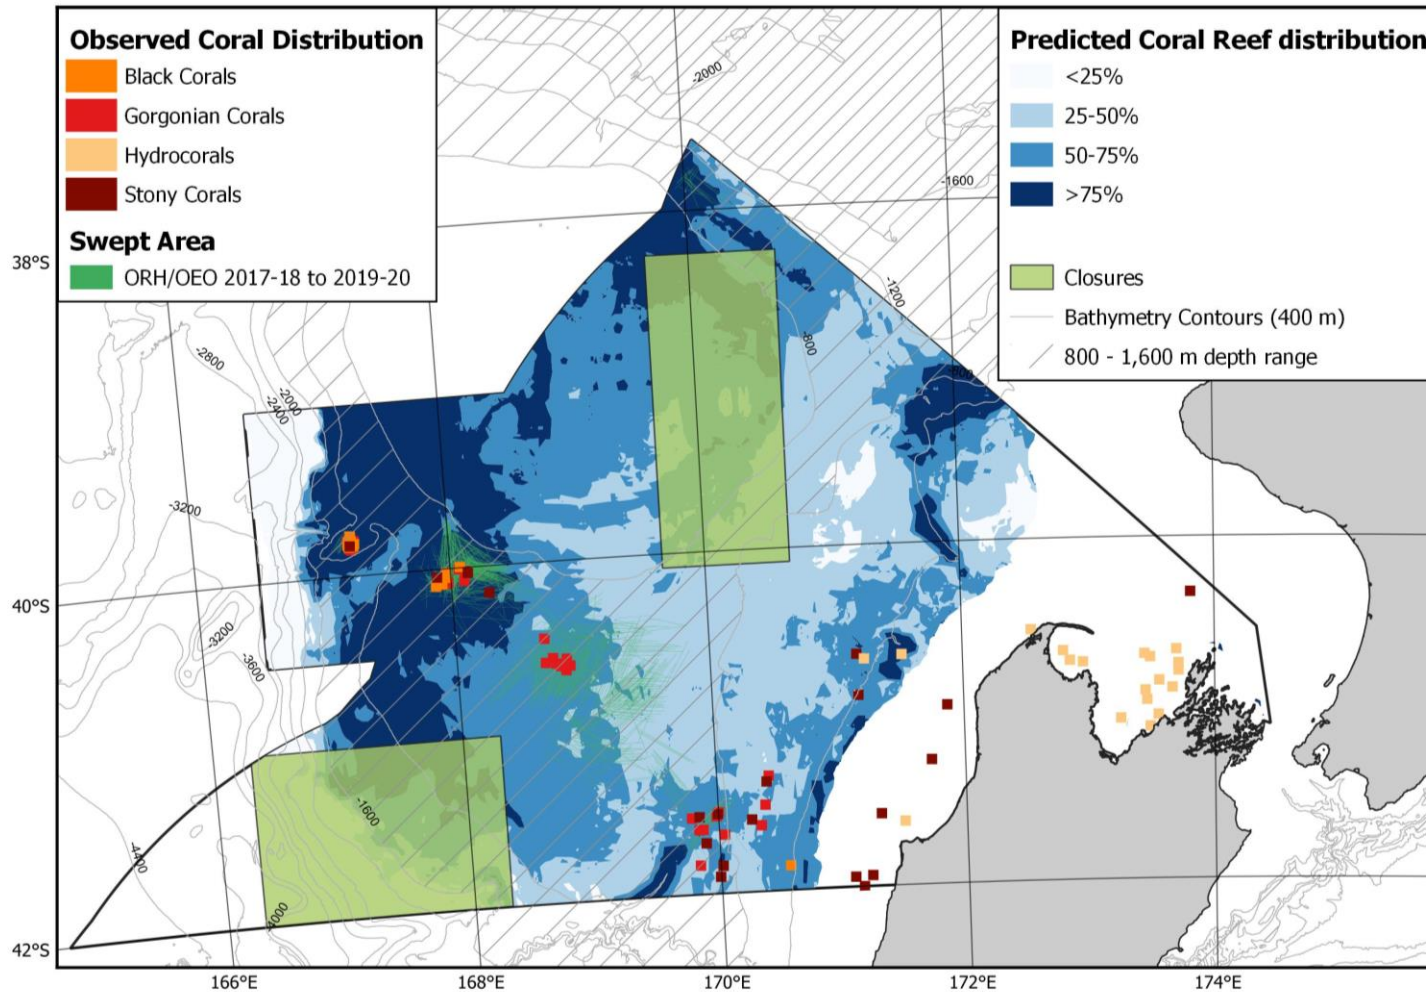 Observed Coral Distribution
Black Corals
Gorgonian Corals
Hydrocorals
Stony Corals
Swept Area
ORH/OEO 2017-18 to 2019-20
Predicted Coral Reef distribution
<25%
25-50%
50-75%
>75%
Closures
Bathymetry Contours (400 m)
800 - 1,600 m depth range
-2000
-1600
38°S
-1200
-800
-2800
-2000
-2400
-3200
40°S
-3200
-3600
-1600
-4400
-4000
42°S
166°E
168°E
170°E
172°E
174°E